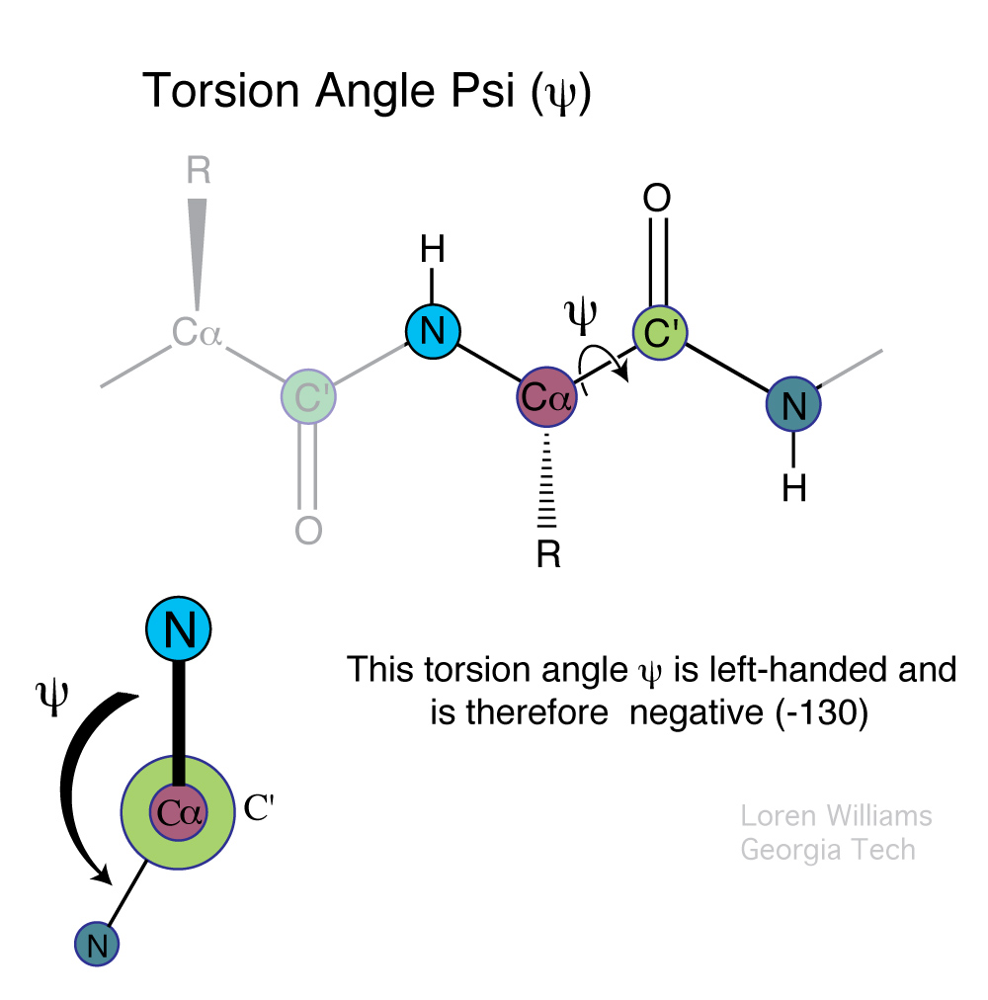 Torsion Angle Psi (ψ)
R
O
H
ψ
Cα
N
C'
C'
Cα
N
O
H
R
N
ψ
This torsion angle ψ is left-handed and
is therefore negative (-130)
Cα
C'
Loren Williams
Georgia Tech
N